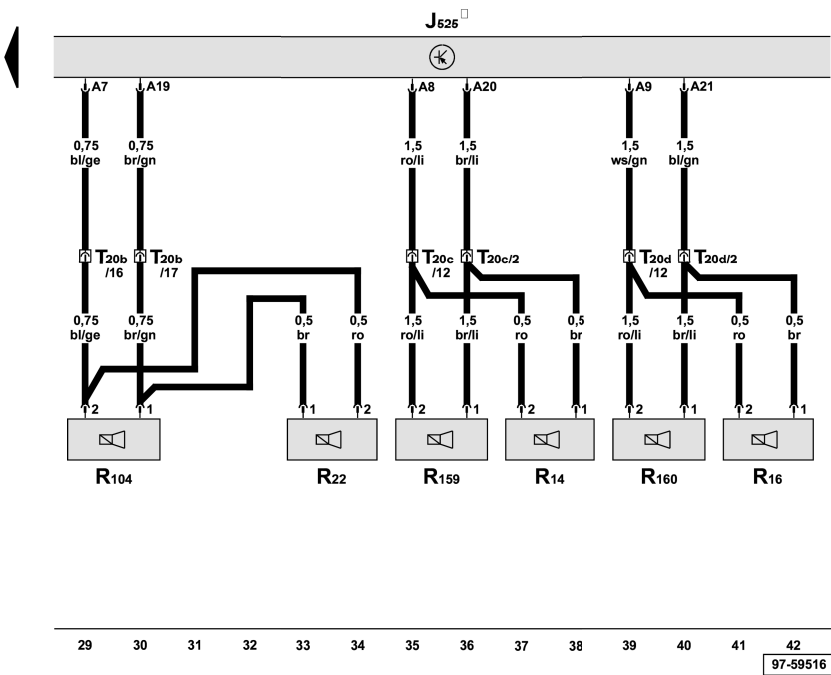 J525
A7 A19 A8 A20 A9 A21
0,75 0,75 1,5 1,5 1,5 1,5
bl/ge br/gn ro/li br/li ws/gn bl/gn
T20b T20b T20c T20c/2 T20d T20d/2
/16 /17 /12 /12
0,75 0,75 0,5 0,5 1,5 1,5 0,5 0,5 1,5 1,5 0,5 0,5
bl/ge br/gn br ro ro/li br/li ro br ro/li br/li ro br
2 1 1 2 2 1 2 1 2 1 2 1
R104 R22 R159 R14 R160 R16
29 30 31 32 33 34 35 36 37 38 39 40 41 42
97-59516